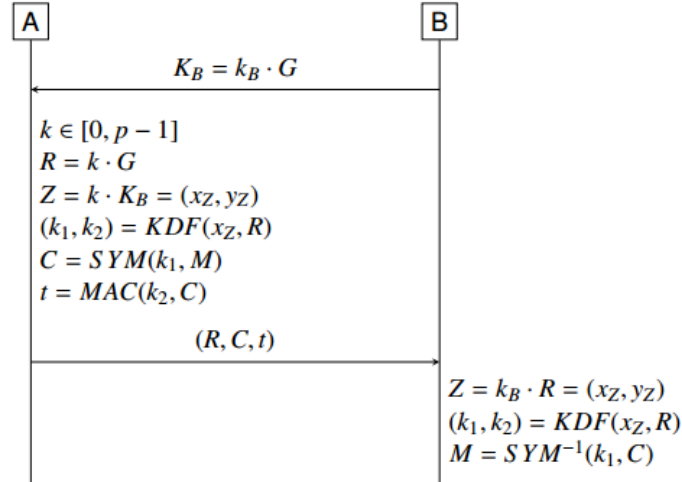 A
B
K_B = k_B · G
k ∈ [0, p − 1]
R = k · G
Z = k · K_B = (x_Z, y_Z)
(k_1, k_2) = KDF(x_Z, R)
C = SYM(k_1, M)
t = MAC(k_2, C)
(R, C, t)
Z = k_B · R = (x_Z, y_Z)
(k_1, k_2) = KDF(x_Z, R)
M = SYM^{−1}(k_1, C)